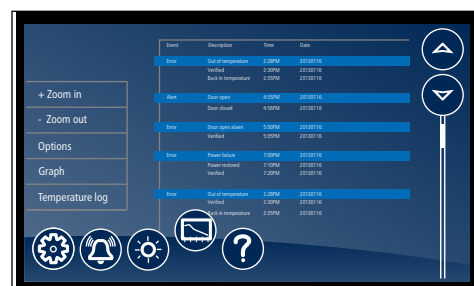 Event Description Time Date
Error Out of temperature 2:28PM 20130116
Verified 2:30PM 20130116
Back in temperature 2:35PM 20130116
Alert Door open 4:55PM 20130116
Door closed 4:56PM 20130116
Error Door open alarm 5:00PM 20130116
Verified 5:05PM 20130116
Error Power failure 7:00PM 20130116
Power restored 7:10PM 20130116
Verified 7:20PM 20130116
Error Out of temperature 2:28PM 20130116
Verified 2:30PM 20130116
Back in temperature 2:35PM 20130116
+ Zoom in
- Zoom out
Options
Graph
Temperature log
?